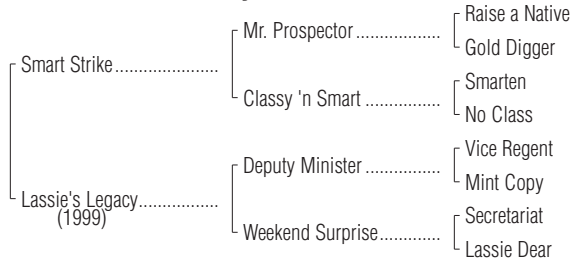 Raise a Native
Mr. Prospector..................
Gold Digger
Smart Strike......................
Smarten
Classy 'n Smart ................
No Class
Vice Regent
Deputy Minister ................
Mint Copy
Lassie's Legacy.................
(1999)
Secretariat
Weekend Surprise.............
Lassie Dear